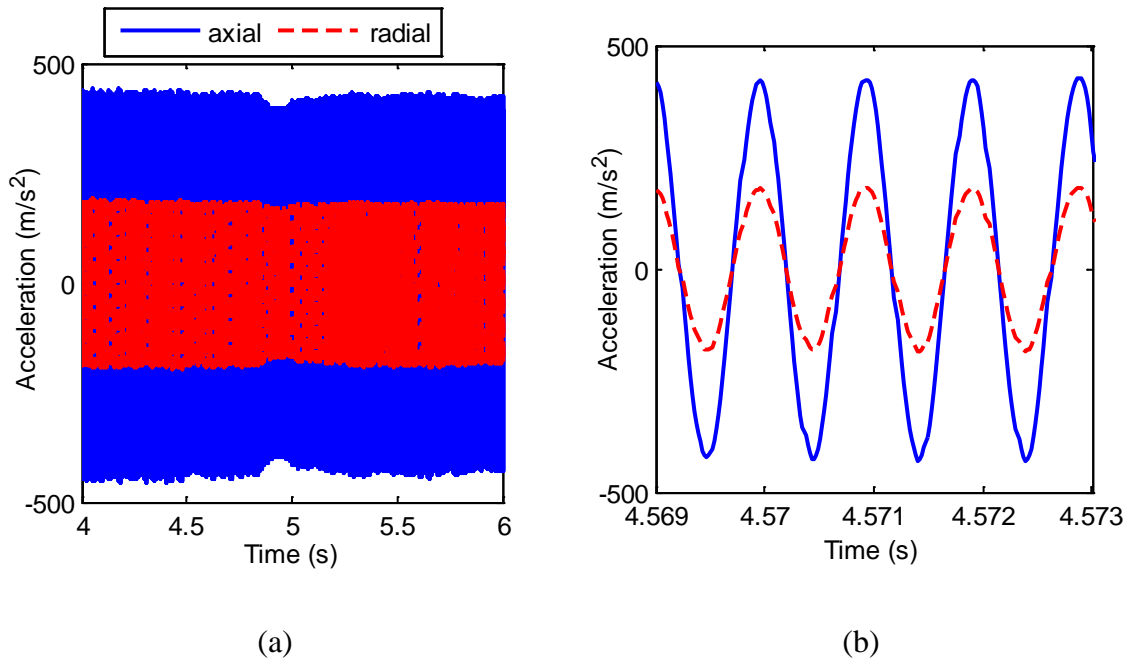 axial radial
500
0
-500
Acceleration (m/s2)
4 4.5 5 5.5 6
Time (s)
(a)
500
0
-500
Acceleration (m/s2)
4.569 4.57 4.571 4.572 4.573
Time (s)
(b)